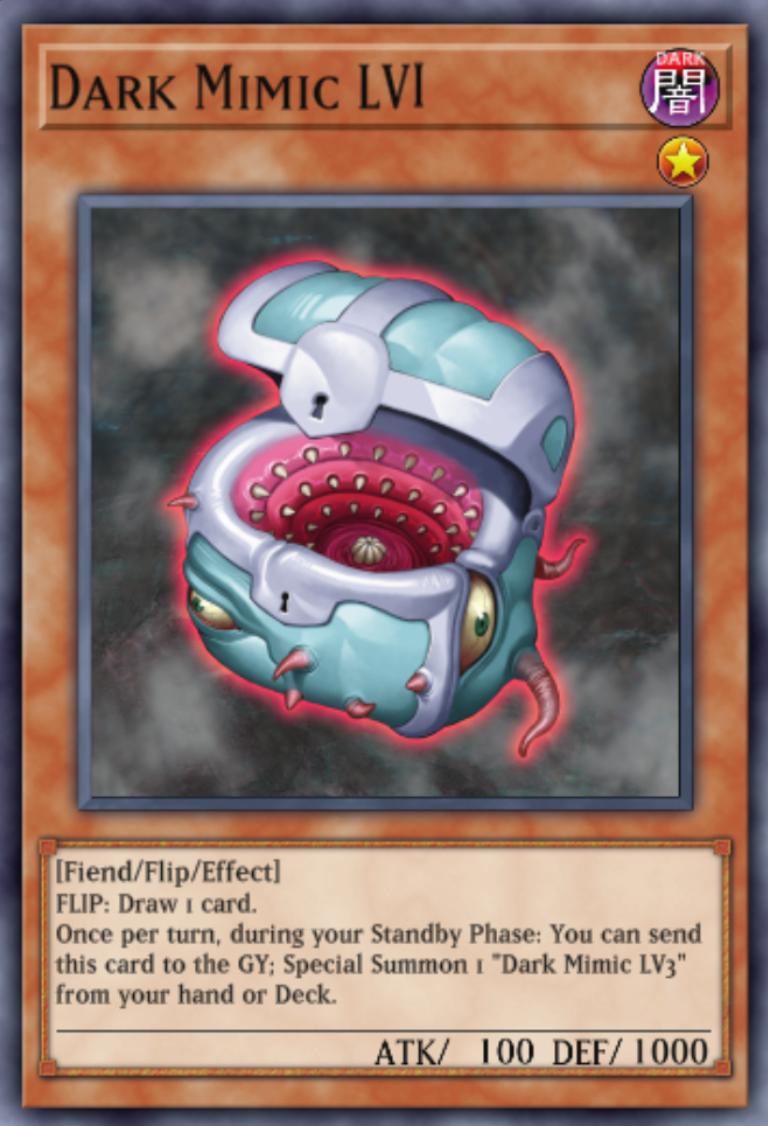 Dark Mimic LV1
DARK
闇
[Fiend/Flip/Effect]
FLIP: Draw 1 card.
Once per turn, during your Standby Phase: You can send
this card to the GY; Special Summon 1 "Dark Mimic LV3"
from your hand or Deck.
ATK/ 100 DEF/ 1000